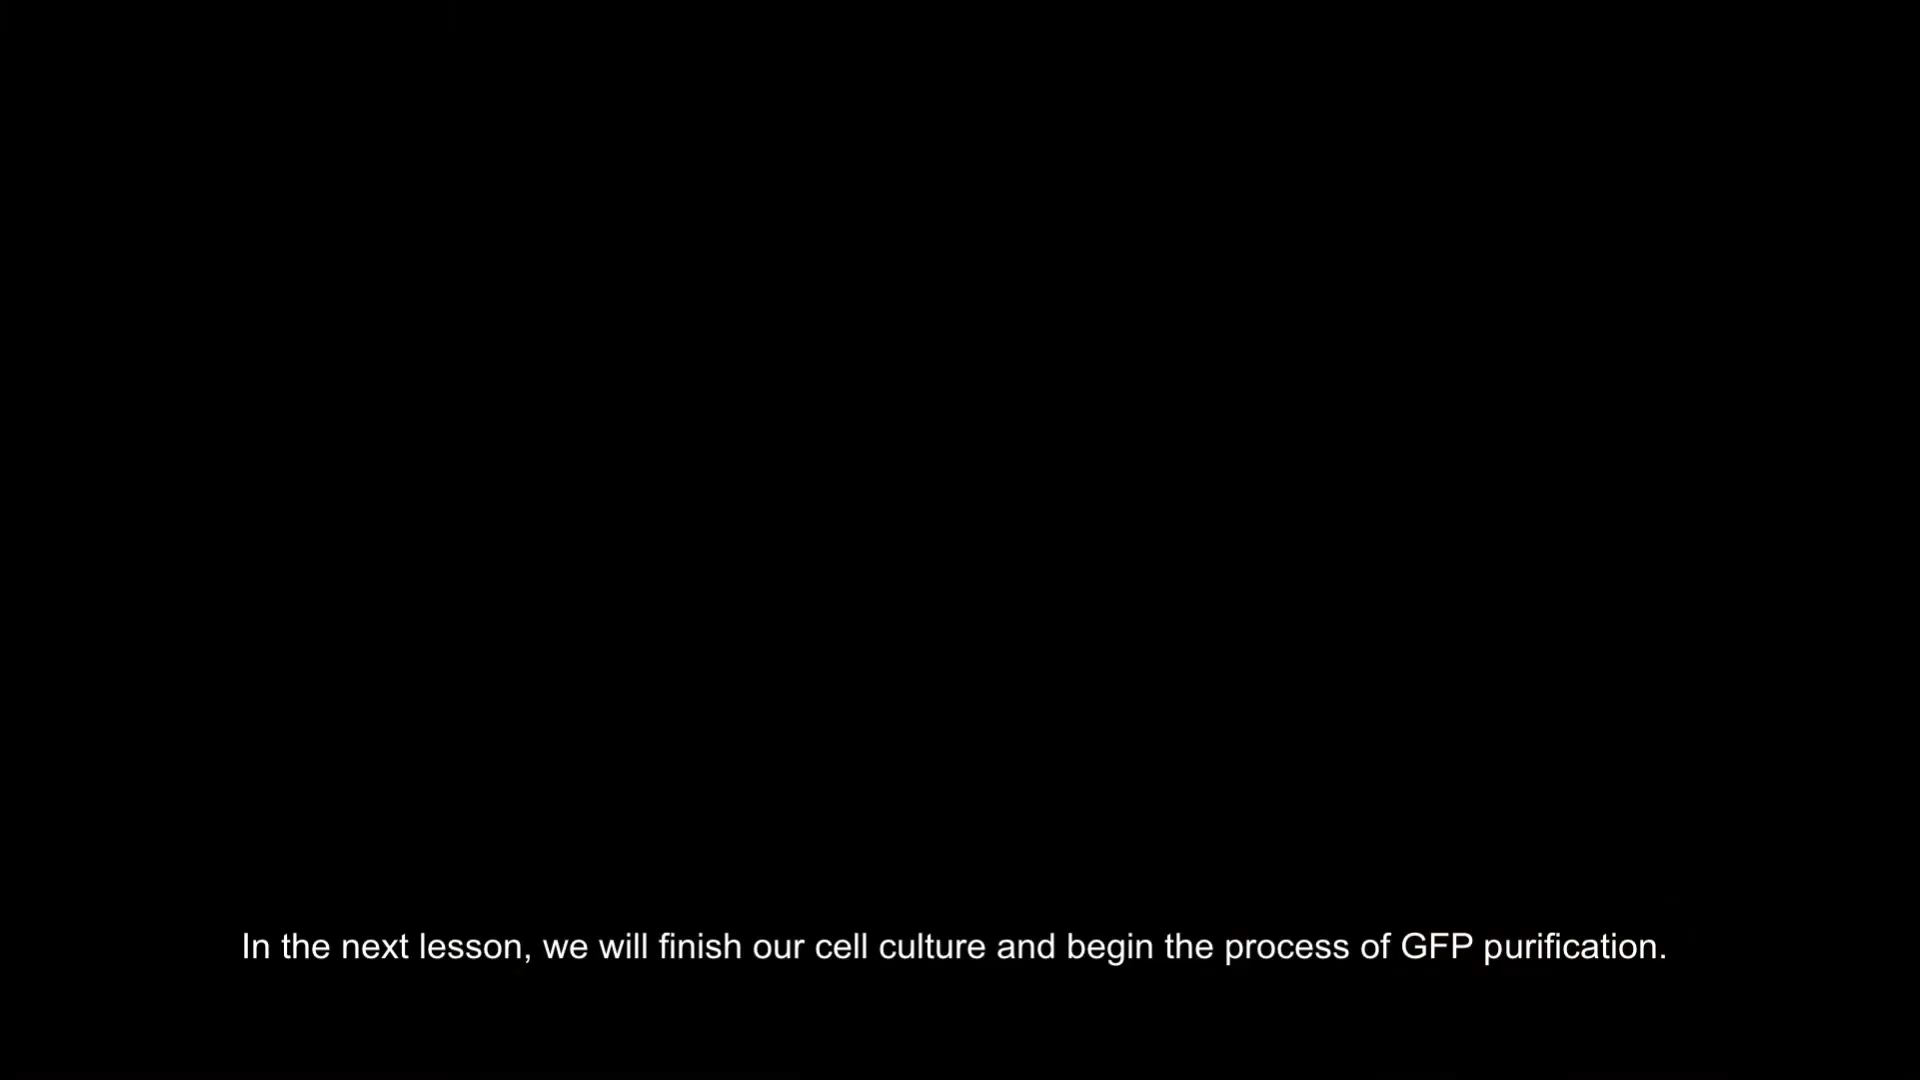 In the next lesson, we will finish our cell culture and begin the process of GFP purification.